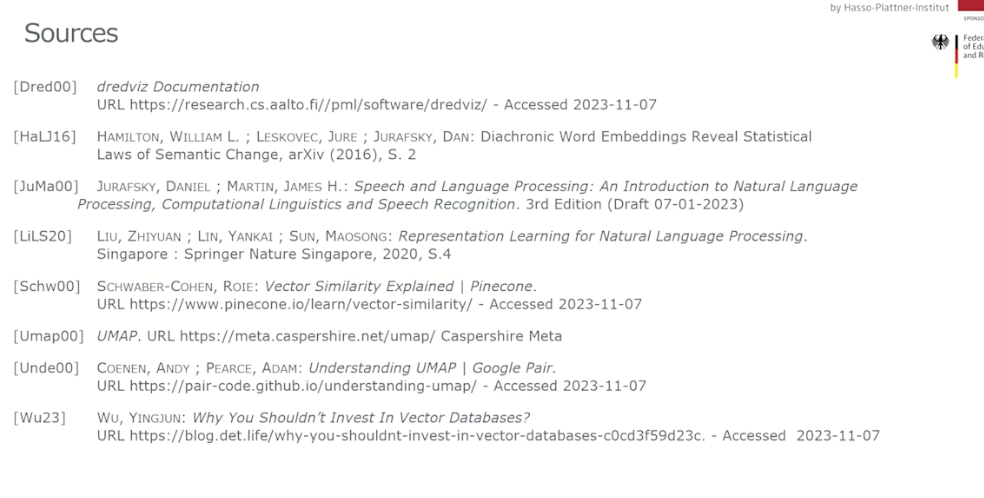 by Hasso-Plattner-Institut
Sources
[Dred00] dredviz Documentation
URL https://research.cs.aalto.fi//pml/software/dredviz/ - Accessed 2023-11-07
[HaLJ16] HAMILTON, WILLIAM L. ; LESKOVEC, JURE ; JURAFSKY, DAN: Diachronic Word Embeddings Reveal Statistical
Laws of Semantic Change, arXiv (2016), S. 2
[JuMa00] JURAFSKY, DANIEL ; MARTIN, JAMES H.: Speech and Language Processing: An Introduction to Natural Language
Processing, Computational Linguistics and Speech Recognition. 3rd Edition (Draft 07-01-2023)
[LiLS20] LIU, ZHIYUAN ; LIN, YANKAI ; SUN, MAOSONG: Representation Learning for Natural Language Processing.
Singapore : Springer Nature Singapore, 2020, S.4
[Schw00] SCHWABER-COHEN, ROIE: Vector Similarity Explained | Pinecone.
URL https://www.pinecone.io/learn/vector-similarity/ - Accessed 2023-11-07
[Umap00] UMAP. URL https://meta.caspershire.net/umap/ Caspershire Meta
[Unde00] COENEN, ANDY ; PEARCE, ADAM: Understanding UMAP | Google Pair.
URL https://pair-code.github.io/understanding-umap/ - Accessed 2023-11-07
[Wu23] WU, YINGJUN: Why You Shouldn't Invest In Vector Databases?
URL https://blog.det.life/why-you-shouldnt-invest-in-vector-databases-c0cd3f59d23c. - Accessed 2023-11-07